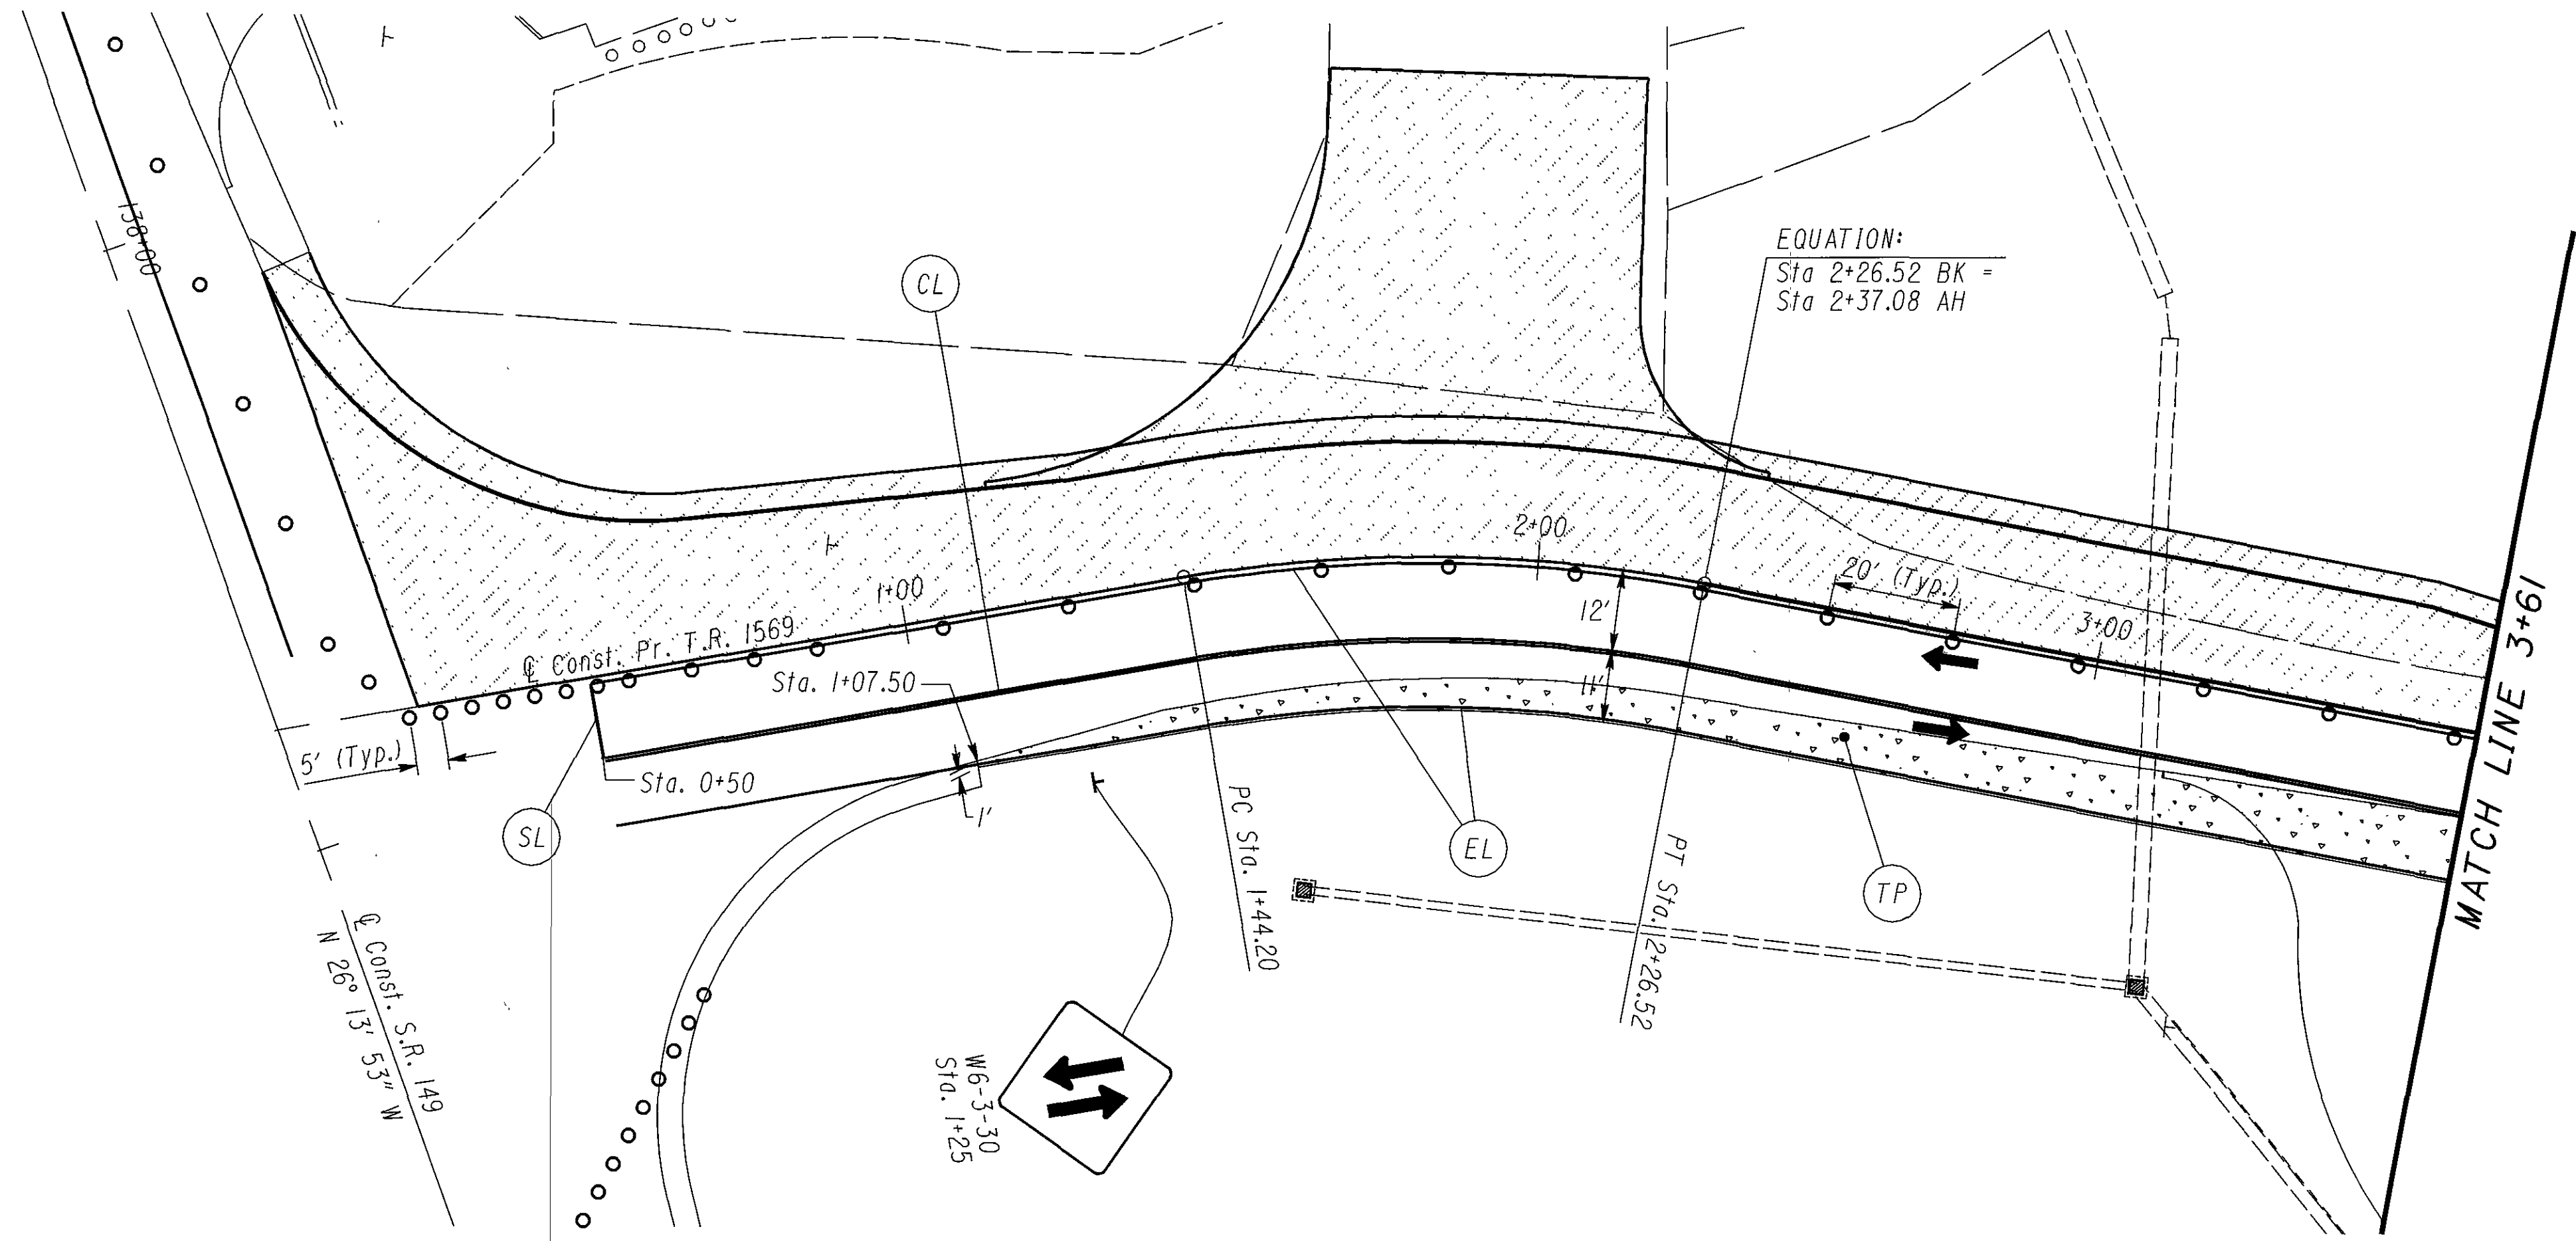 138+00
CL
EQUATION:
Sta 2+26.52 BK =
Sta 2+37.08 AH
2+00
1+00
20' (Typ.)
12'
3+00
℄ Const. Pr. T.R. 1569
Sta. 1+07.50
11'
5' (Typ.)
Sta. 0+50
1'
SL
EL
TP
PC Sta. 1+44.20
PT Sta. 2+26.52
MATCH LINE 3+61
℄ Const. S.R. 149
N 26° 13' 53" W
W6-3-30
Sta. 1+25